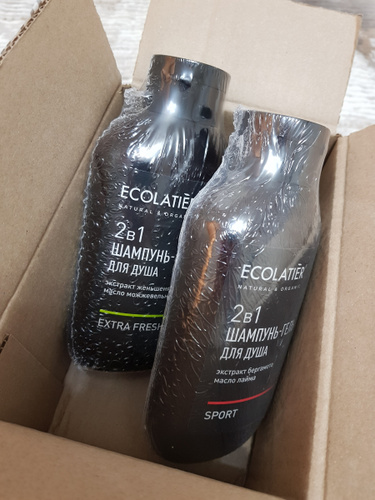 ECOLATIER
NATURAL & ORGANIC
2в1
ШАМПУНЬ-
ДЛЯ ДУША
экстракт женьшеня
масло можжевельн
EXTRA FRESH
ECOLATIER
NATURAL & ORGANIC
2в1
ШАМПУНЬ-ГЕЛЬ
ДЛЯ ДУША
экстракт бергамота
масло лайма
SPORT